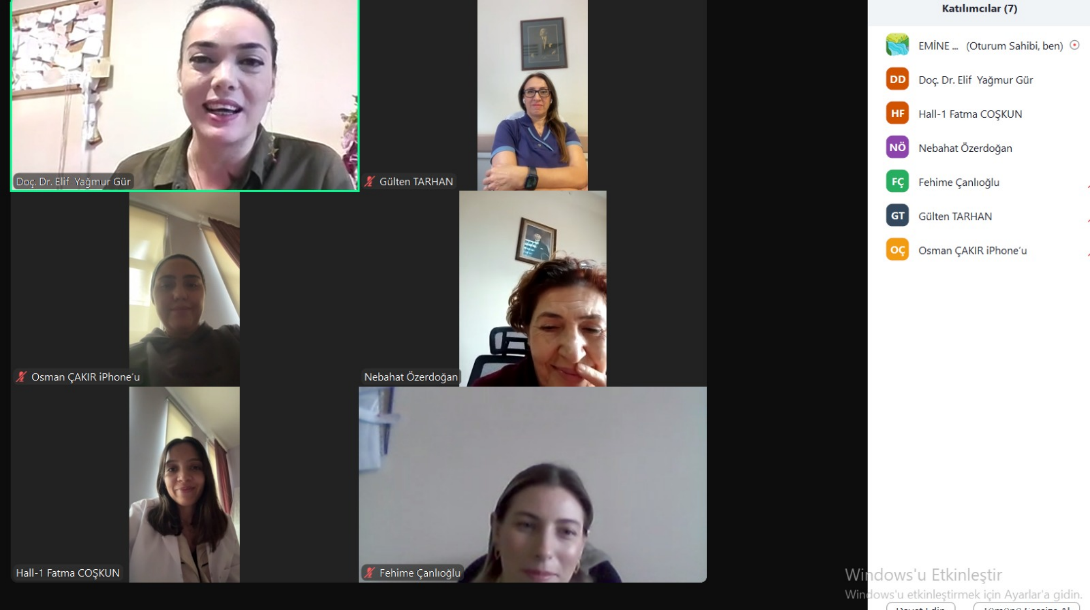 Doç. Dr. Elif Yağmur Gür
Gülten TARHAN
Osman ÇAKIR iPhone'u
Nebahat Özerdoğan
Hall-1 Fatma COŞKUN
Fehime Çanlıoğlu
Katılımcılar (7)
EMİNE ... (Oturum Sahibi, ben)
DD Doç. Dr. Elif Yağmur Gür
HF Hall-1 Fatma COŞKUN
NÖ Nebahat Özerdoğan
FÇ Fehime Çanlıoğlu
GT Gülten TARHAN
OÇ Osman ÇAKIR iPhone'u
Windows'u Etkinleştir
Windows'u etkinleştirmek için Ayarlar'a gidin.